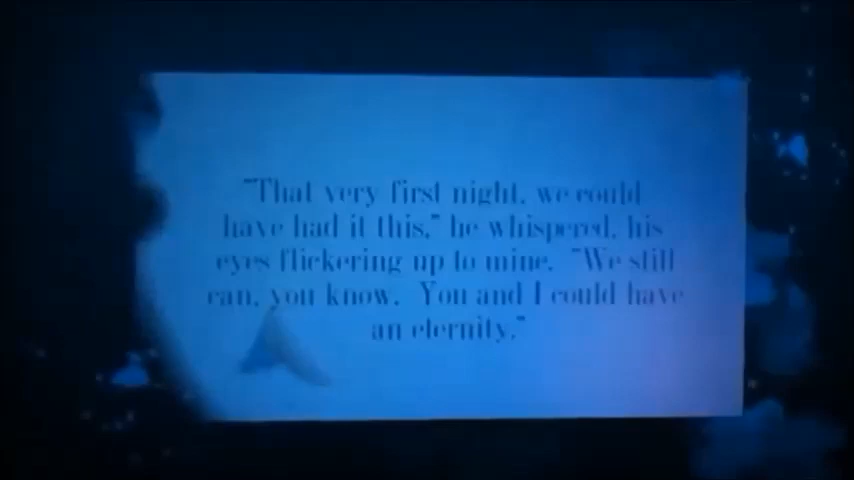 "That very first night, we could
have had it this," he whispered, his
eyes flickering up to mine.  "We still
can, you know.  You and I could have
an eternity."